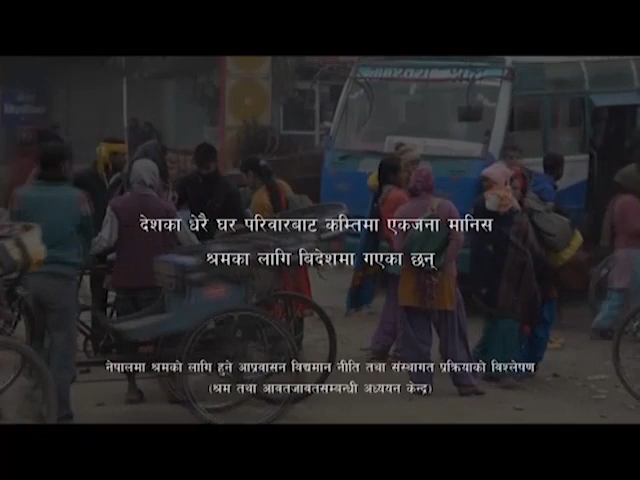 देशका धेरै घर परिवारबाट कम्तिमा एकजना मानिस
श्रमका लागि बिदेशमा गएका छन्
नेपालमा श्रमको लागि हुने आप्रवासन विद्यमान नीति तथा संस्थागत प्रक्रियाको विश्लेषण
(श्रम तथा आवतजावतसम्बन्धी अध्ययन केन्द्र)